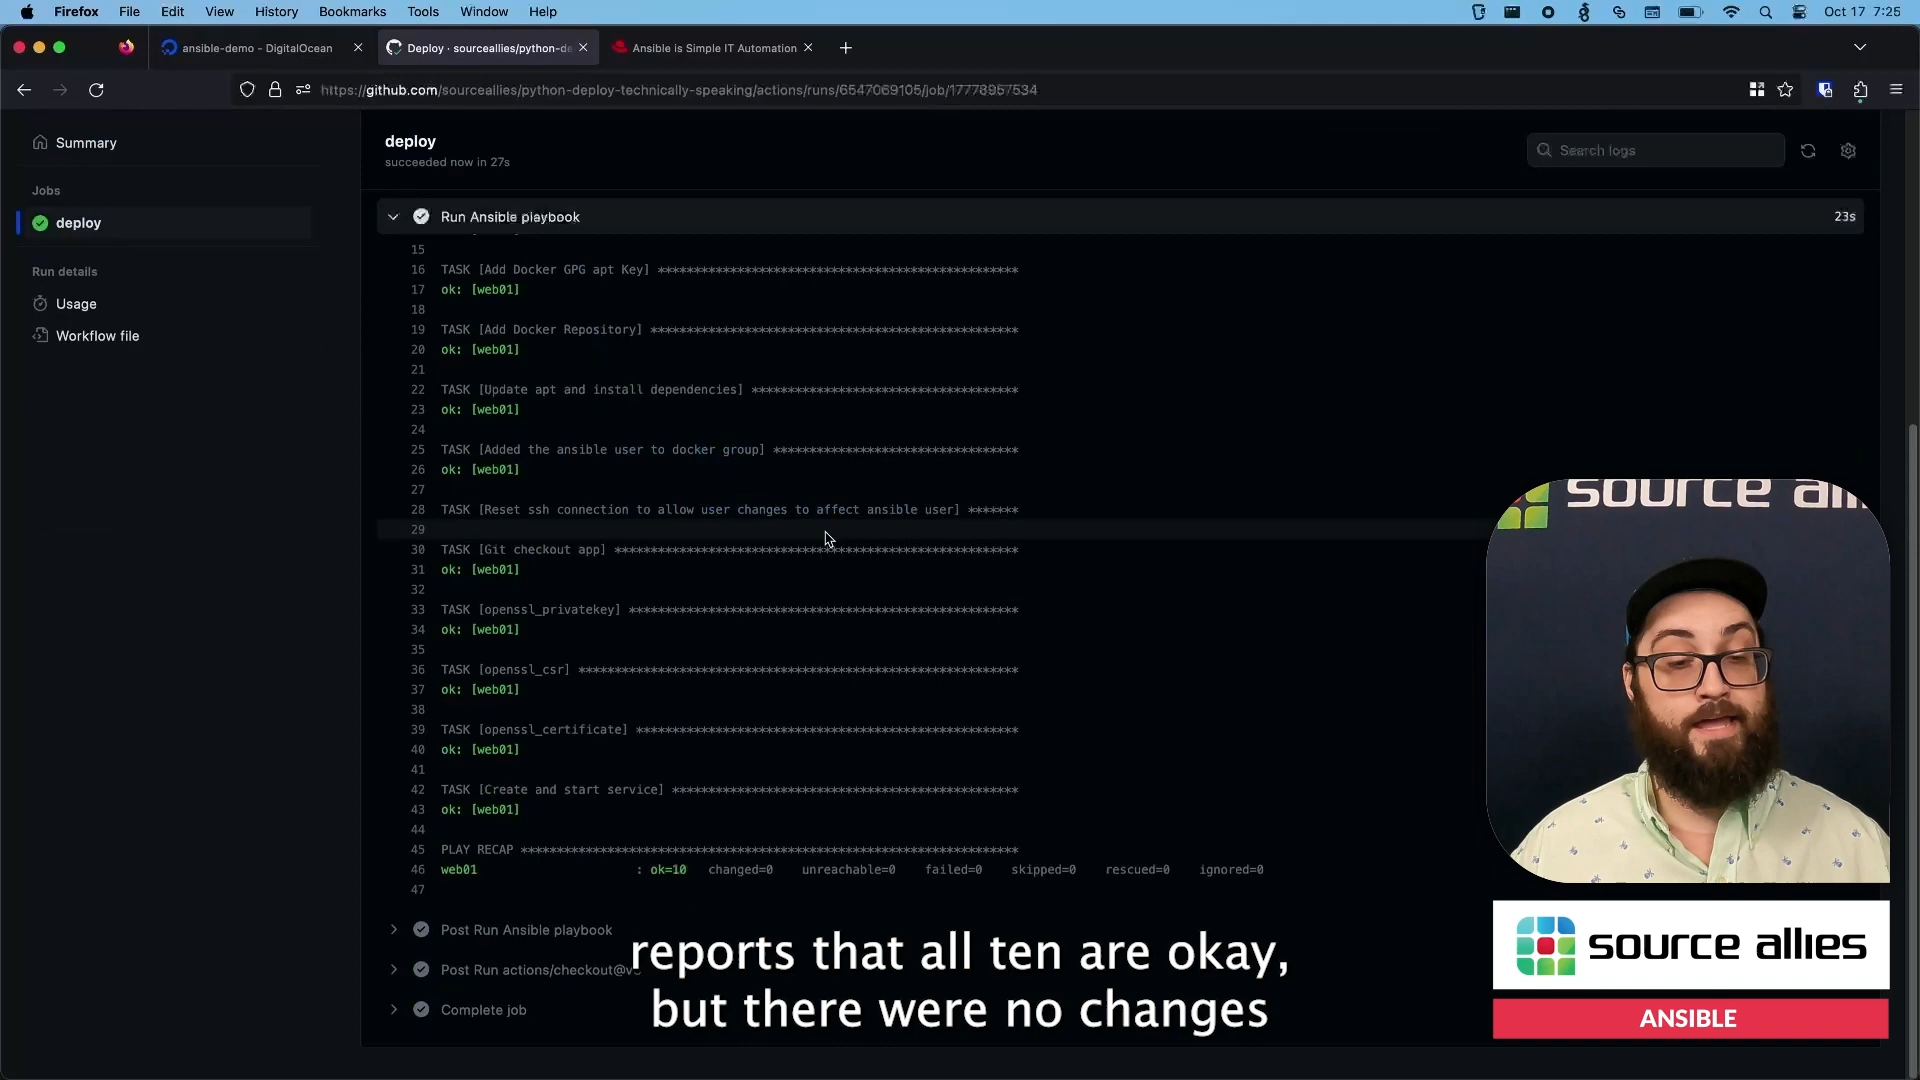 Firefox File Edit View History Bookmarks Tools Window Help Oct 17 7:25
ansible-demo - DigitalOcean
Deploy · sourceallies/python-de
Ansible is Simple IT Automation
https://github.com/sourceallies/python-deploy-technically-speaking/actions/runs/6547069105/job/17778957534
Summary
Jobs
deploy
Run details
Usage
Workflow file
deploy
succeeded now in 27s
Search logs
Run Ansible playbook 23s
15
16 TASK [Add Docker GPG apt Key] **************************************************
17 ok: [web01]
18
19 TASK [Add Docker Repository] ***************************************************
20 ok: [web01]
21
22 TASK [Update apt and install dependencies] *************************************
23 ok: [web01]
24
25 TASK [Added the ansible user to docker group] **********************************
26 ok: [web01]
27
28 TASK [Reset ssh connection to allow user changes to affect ansible user] *******
29
30 TASK [Git checkout app] ********************************************************
31 ok: [web01]
32
33 TASK [openssl_privatekey] ******************************************************
34 ok: [web01]
35
36 TASK [openssl_csr] *************************************************************
37 ok: [web01]
38
39 TASK [openssl_certificate] *****************************************************
40 ok: [web01]
41
42 TASK [Create and start service] ************************************************
43 ok: [web01]
44
45 PLAY RECAP *********************************************************************
46 web01 : ok=10 changed=0 unreachable=0 failed=0 skipped=0 rescued=0 ignored=0
47
Post Run Ansible playbook
Post Run actions/checkout@v
Complete job
reports that all ten are okay,
but there were no changes
source all
source allies
ANSIBLE